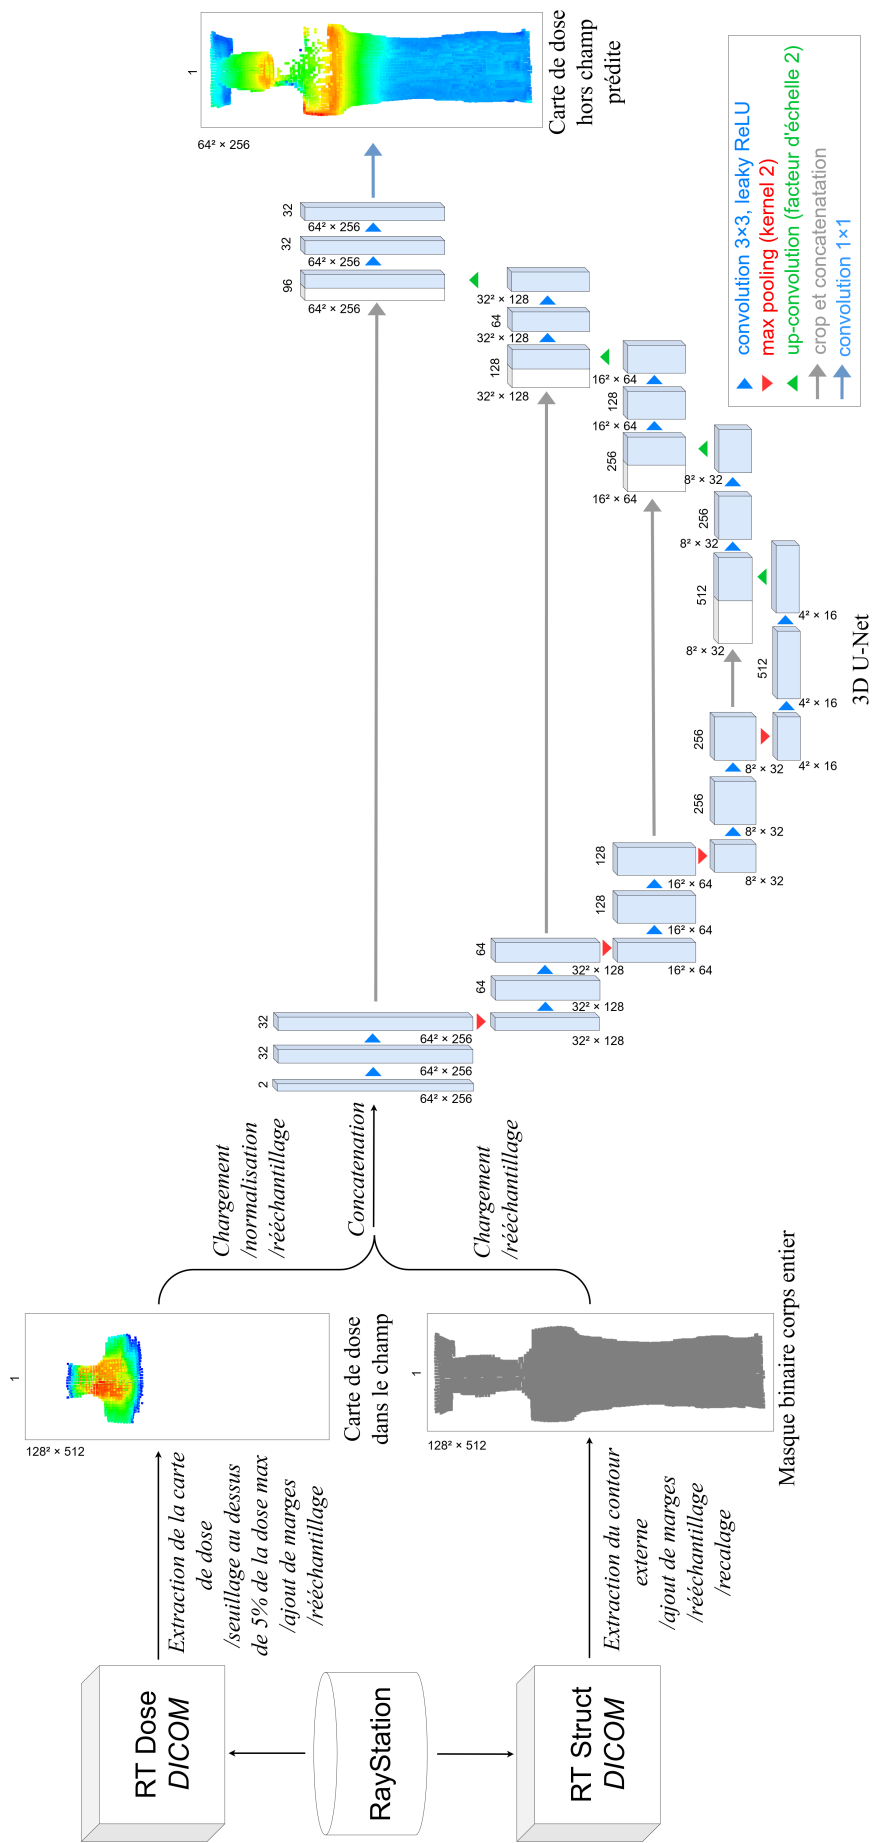 RT Dose
DICOM
RayStation
RT Struct
DICOM
Extraction de la carte
de dose
/seuillage au dessus
de 5% de la dose max
/ajout de marges
/rééchantillage
Extraction du contour
externe
/ajout de marges
/rééchantillage
/recalage
1
128² × 512
Carte de dose
dans le champ
1
128² × 512
Masque binaire corps entier
Chargement
/normalisation
/rééchantillage
Concatenation
Chargement
/rééchantillage
2
64² × 256
32
64² × 256
32
64² × 256
32² × 128
64
32² × 128
64
32² × 128
16² × 64
128
16² × 64
128
16² × 64
8² × 32
256
8² × 32
256
8² × 32
4² × 16
512
4² × 16
4² × 16
512
8² × 32
256
8² × 32
8² × 32
256
16² × 64
128
16² × 64
16² × 64
128
32² × 128
64
32² × 128
32² × 128
96
64² × 256
32
64² × 256
32
64² × 256
1
64² × 256
Carte de dose
hors champ
prédite
3D U-Net
convolution 3×3, leaky ReLU
max pooling (kernel 2)
up-convolution (facteur d'échelle 2)
crop et concatenatation
convolution 1×1